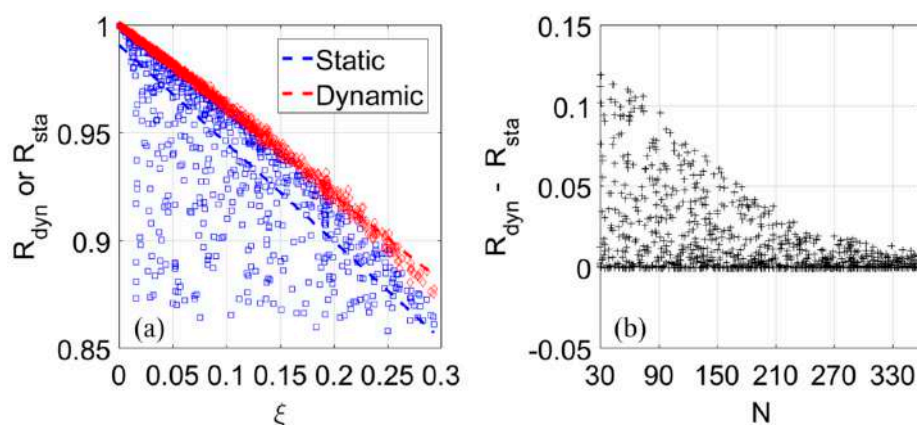 1
0.95
0.9
0.85
R_dyn or R_sta
Static
Dynamic
(a)
0 0.05 0.1 0.15 0.2 0.25 0.3
ξ
0.15
0.1
0.05
0
-0.05
R_dyn - R_sta
(b)
30 90 150 210 270 330
N